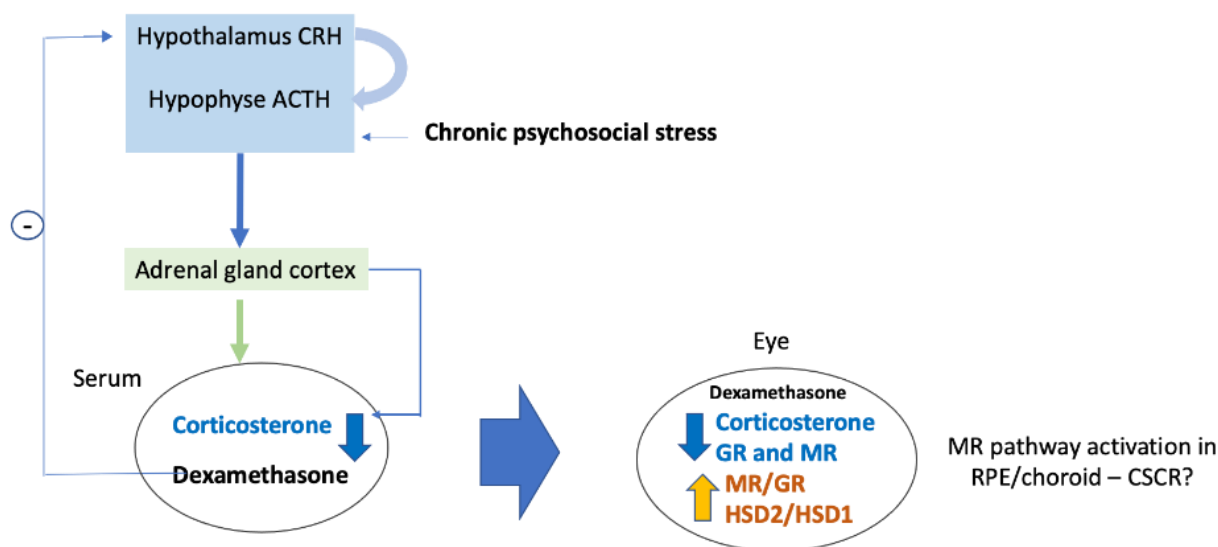 Hypothalamus CRH
Hypophyse ACTH
Chronic psychosocial stress
-
Adrenal gland cortex
Serum
Corticosterone
Dexamethasone
Eye
Dexamethasone
Corticosterone
GR and MR
MR/GR
HSD2/HSD1
MR pathway activation in
RPE/choroid – CSCR?